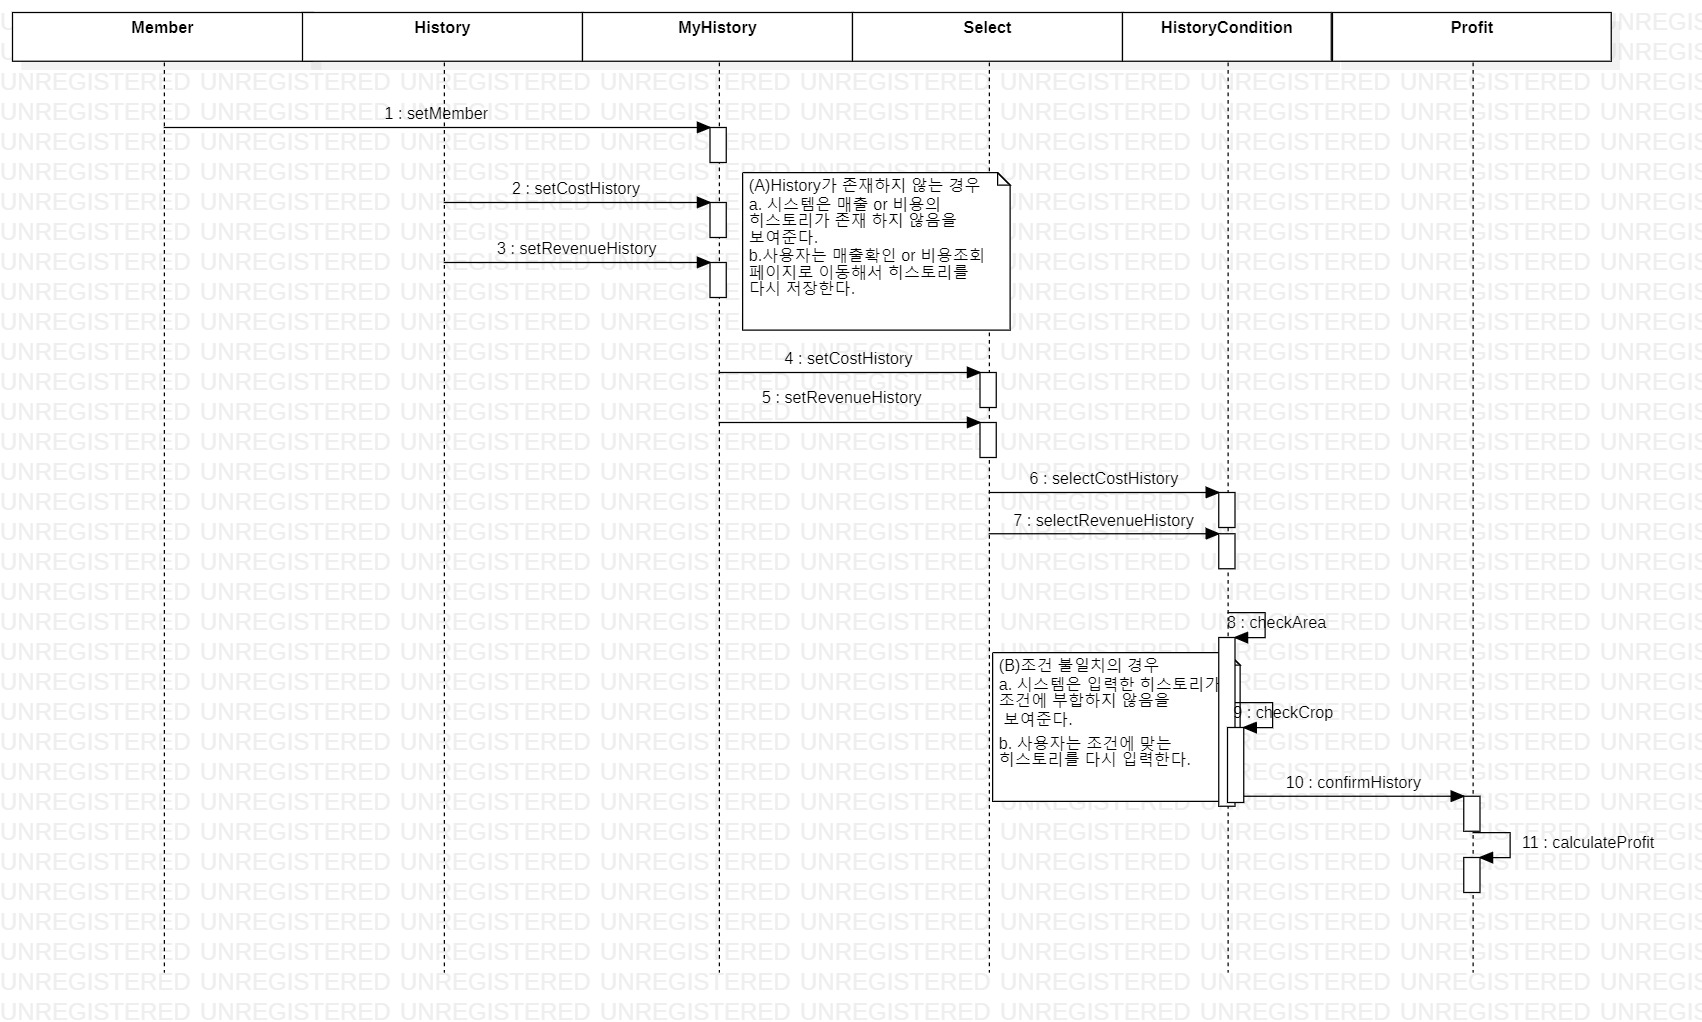 Member
History
MyHistory
Select
HistoryCondition
Profit
1 : setMember
2 : setCostHistory
3 : setRevenueHistory
(A)History가 존재하지 않는 경우
a. 시스템은 매출 or 비용의
히스토리가 존재 하지 않음을
보여준다.
b.사용자는 매출확인 or 비용조회
페이지로 이동해서 히스토리를
다시 저장한다.
4 : setCostHistory
5 : setRevenueHistory
6 : selectCostHistory
7 : selectRevenueHistory
8 : checkArea
(B)조건 불일치의 경우
a. 시스템은 입력한 히스토리가
조건에 부합하지 않음을
보여준다.
b. 사용자는 조건에 맞는
히스토리를 다시 입력한다.
9 : checkCrop
10 : confirmHistory
11 : calculateProfit
UNREGISTERED